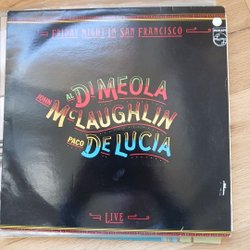 FRIDAY NIGHT IN SAN FRANCISCO
AL DI MEOLA
JOHN McLAUGHLIN
PACO DE LUCIA
LIVE